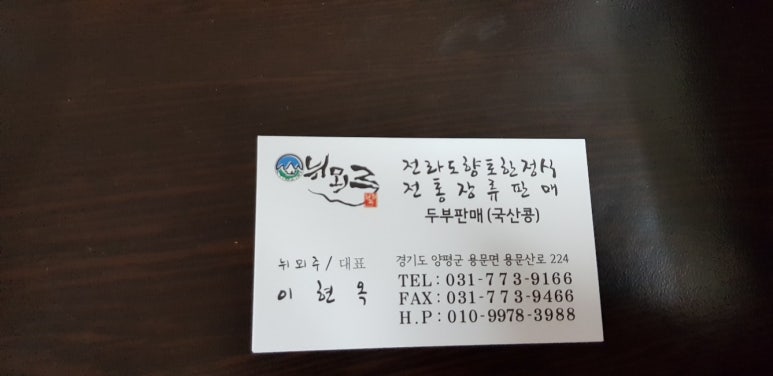 뉘뫼주
전라도향토한정식
전통장류판매
두부판매(국산콩)
뉘뫼주/대표
이현옥
경기도 양평군 용문면 용문산로 224
TEL:031-773-9166
FAX:031-773-9466
H.P:010-9978-3988